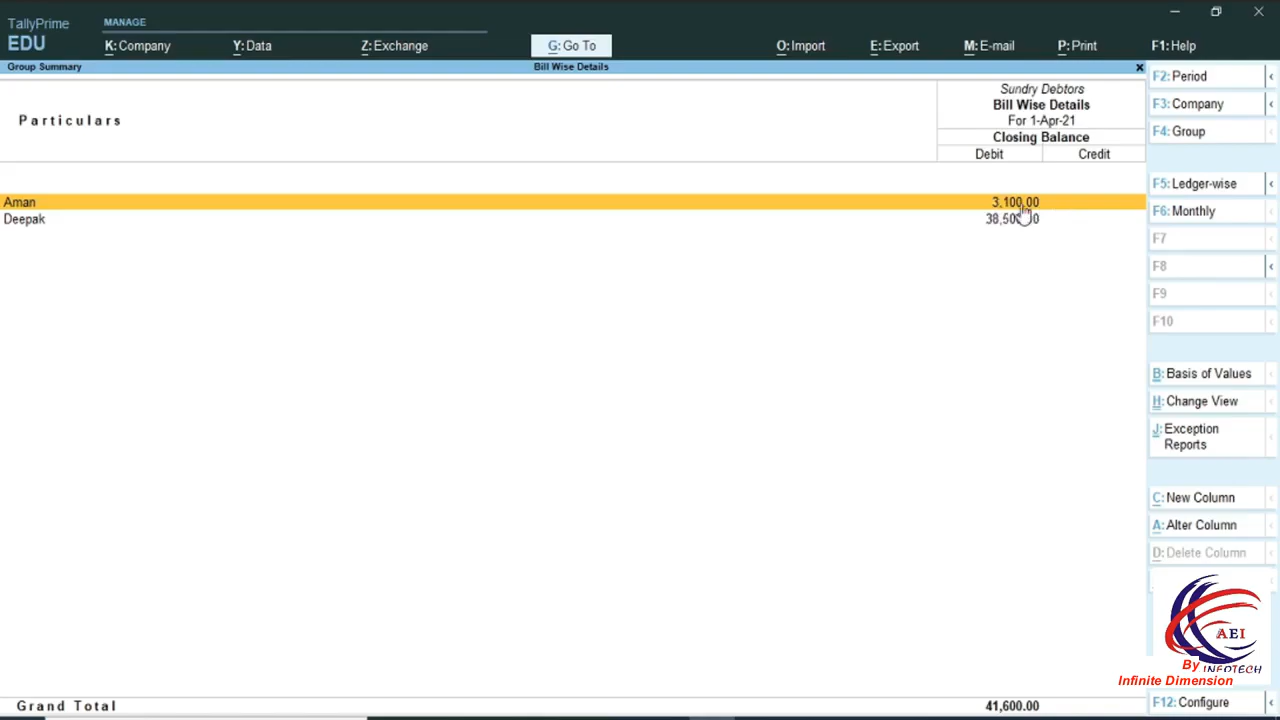 TallyPrime
EDU
MANAGE
K: Company
Y: Data
Z: Exchange
G: Go To
O: Import
E: Export
M: E-mail
P: Print
F1: Help
Group Summary
Bill Wise Details
x
Particulars
Sundry Debtors
Bill Wise Details
For 1-Apr-21
Closing Balance
Debit Credit
Aman 3,100.00
Deepak
Grand Total 41,600.00
F2: Period
F3: Company
F4: Group
F5: Ledger-wise
F6: Monthly
F7
F8
F9
F10
B: Basis of Values
H: Change View
J: Exception
Reports
C: New Column
A: Alter Column
D: Delete Column
AEI
INFOTECH
By
Infinite Dimension
F12: Configure